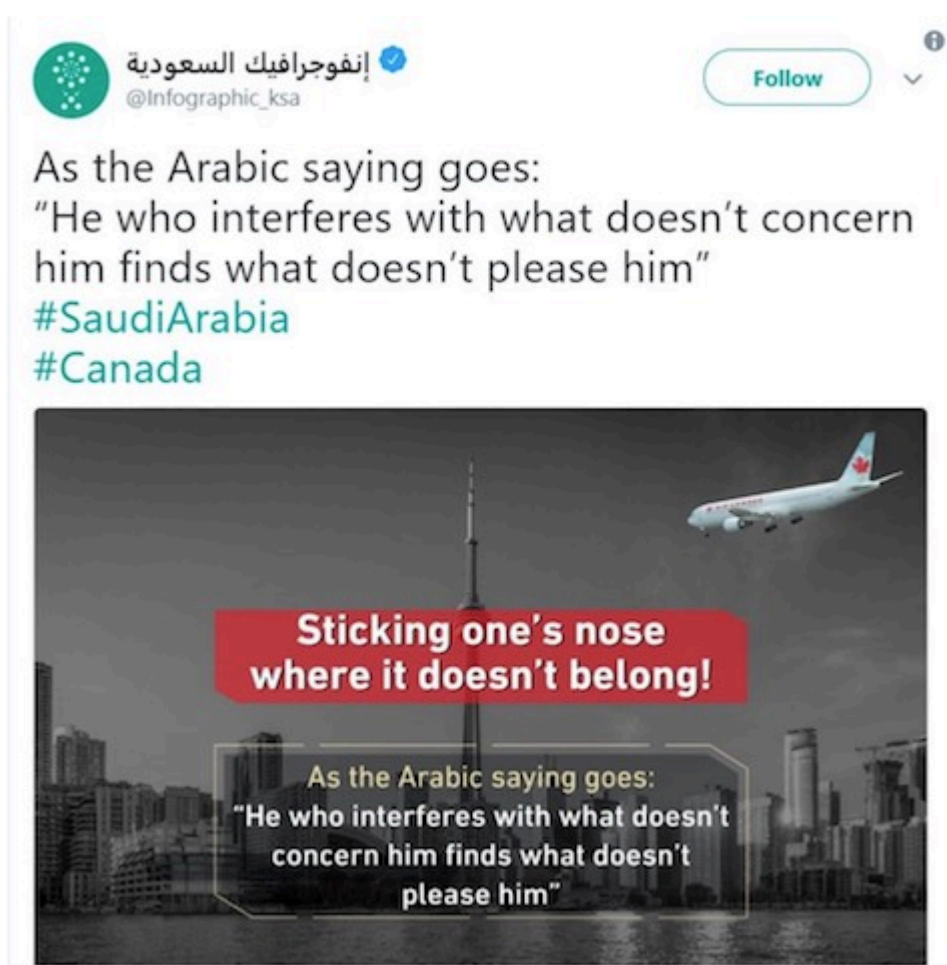 إنفوجرافيك السعودية
@Infographic_ksa
Follow
As the Arabic saying goes:
"He who interferes with what doesn't concern
him finds what doesn't please him"
#SaudiArabia
#Canada
Sticking one's nose
where it doesn't belong!
As the Arabic saying goes:
"He who interferes with what doesn't
concern him finds what doesn't
please him"